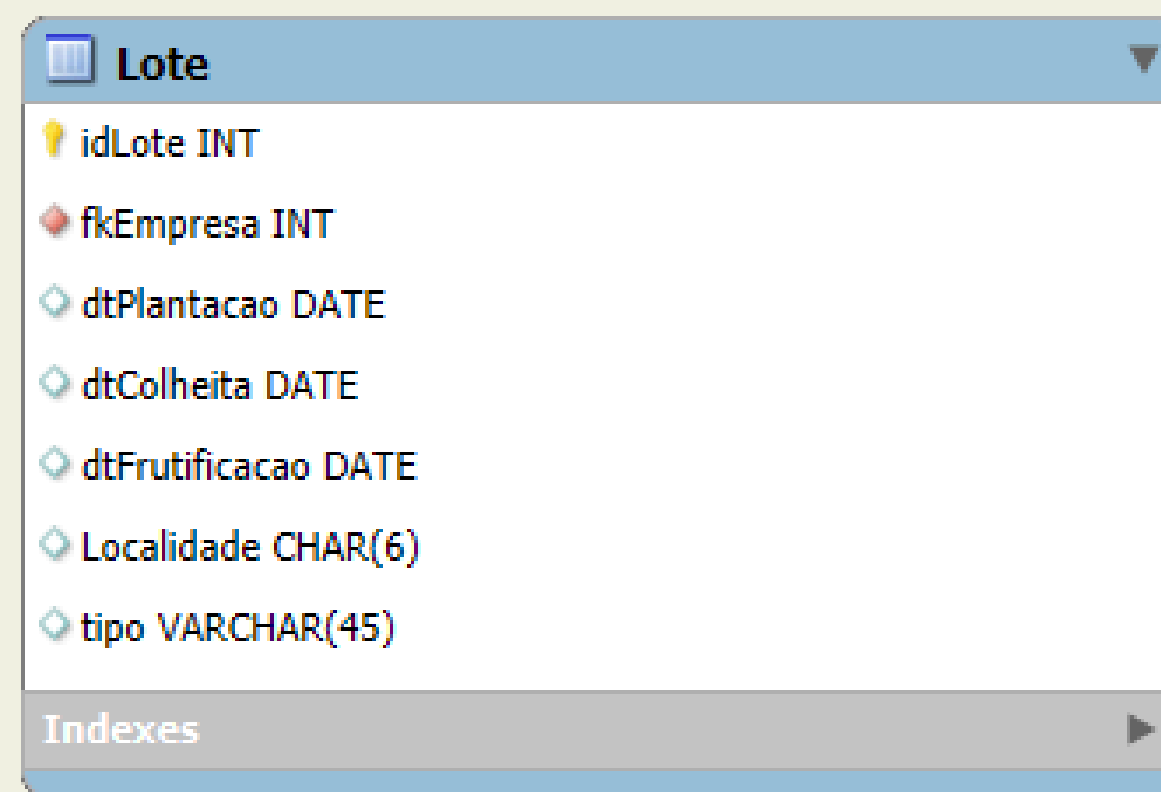 Lote
idLote INT
fkEmpresa INT
dtPlantacao DATE
dtColheita DATE
dtFrutificacao DATE
Localidade CHAR(6)
tipo VARCHAR(45)
Indexes